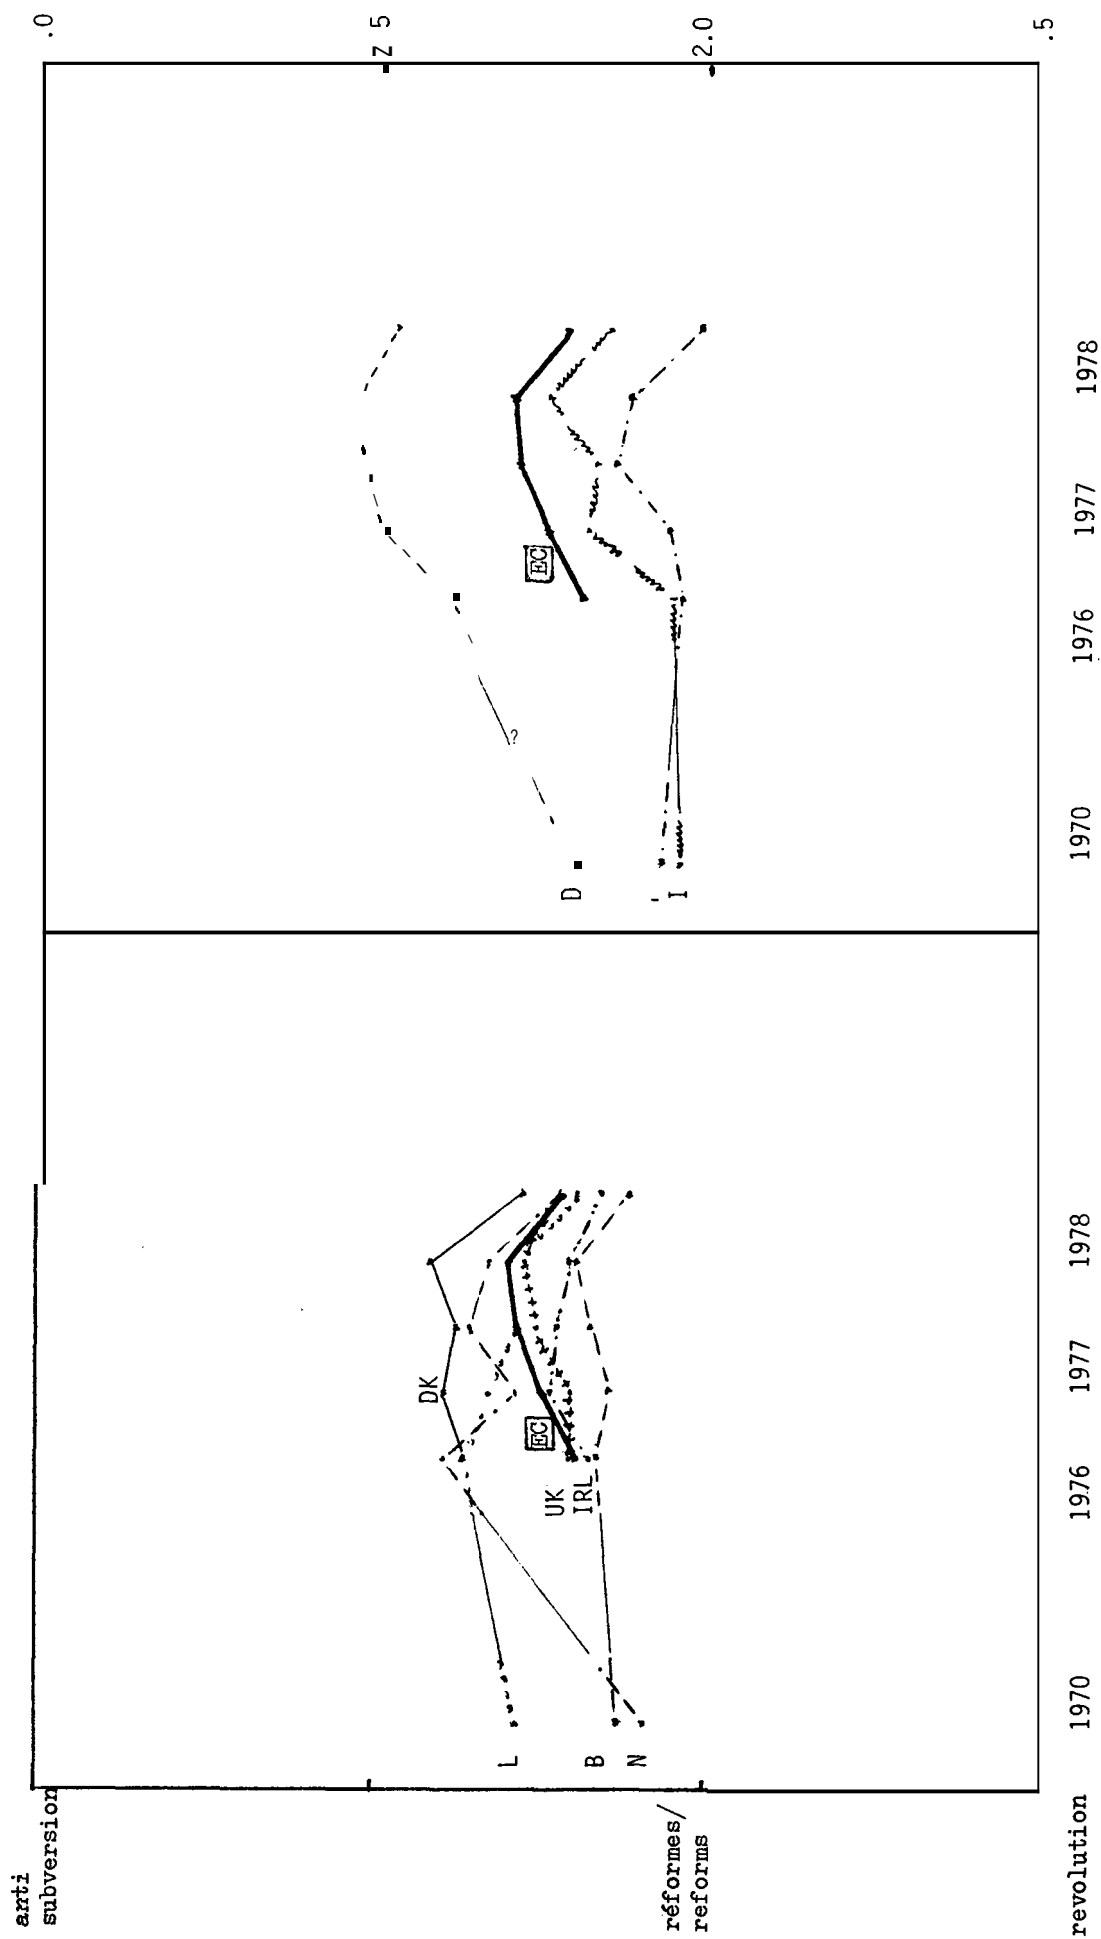 anti
subversion
réformes/
reforms
revolution
L
B
N
DK
EC
UK
IRL
1970
1976
1977
1978
D
I
?
EC
1970
1976
1977
1978
.0
Z 5
2.0
.5